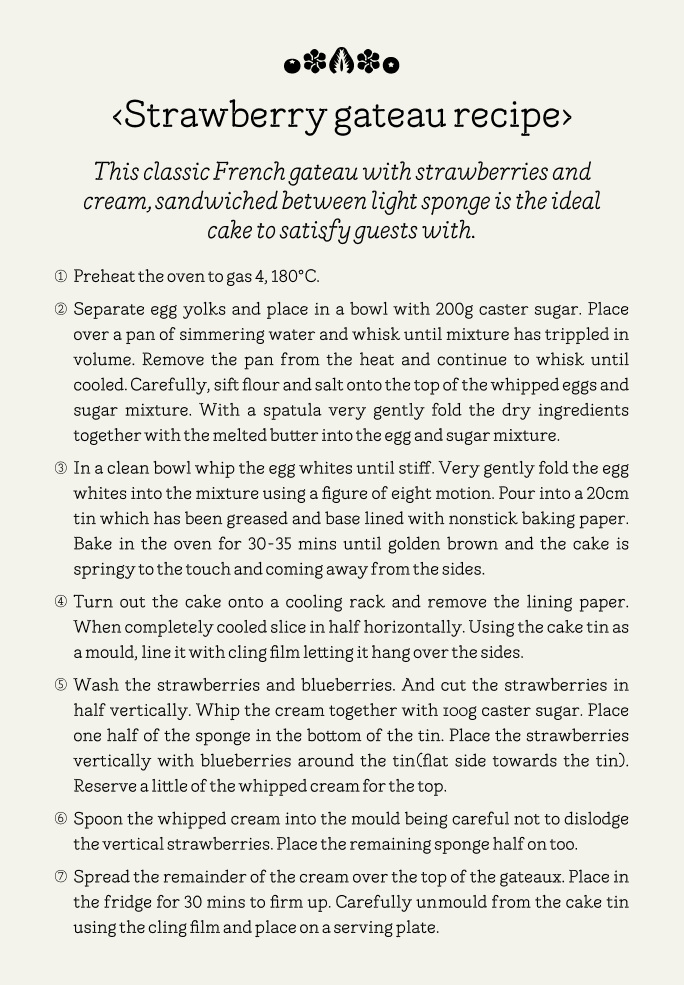 ‹Strawberry gateau recipe›
This classic French gateau with strawberries and
cream, sandwiched between light sponge is the ideal
cake to satisfy guests with.
① Preheat the oven to gas 4, 180°C.
② Separate egg yolks and place in a bowl with 200g caster sugar. Place
over a pan of simmering water and whisk until mixture has trippled in
volume. Remove the pan from the heat and continue to whisk until
cooled. Carefully, sift flour and salt onto the top of the whipped eggs and
sugar mixture. With a spatula very gently fold the dry ingredients
together with the melted butter into the egg and sugar mixture.
③ In a clean bowl whip the egg whites until stiff. Very gently fold the egg
whites into the mixture using a figure of eight motion. Pour into a 20cm
tin which has been greased and base lined with nonstick baking paper.
Bake in the oven for 30-35 mins until golden brown and the cake is
springy to the touch and coming away from the sides.
④ Turn out the cake onto a cooling rack and remove the lining paper.
When completely cooled slice in half horizontally. Using the cake tin as
a mould, line it with cling film letting it hang over the sides.
⑤ Wash the strawberries and blueberries. And cut the strawberries in
half vertically. Whip the cream together with 100g caster sugar. Place
one half of the sponge in the bottom of the tin. Place the strawberries
vertically with blueberries around the tin(flat side towards the tin).
Reserve a little of the whipped cream for the top.
⑥ Spoon the whipped cream into the mould being careful not to dislodge
the vertical strawberries. Place the remaining sponge half on too.
⑦ Spread the remainder of the cream over the top of the gateaux. Place in
the fridge for 30 mins to firm up. Carefully unmould from the cake tin
using the cling film and place on a serving plate.